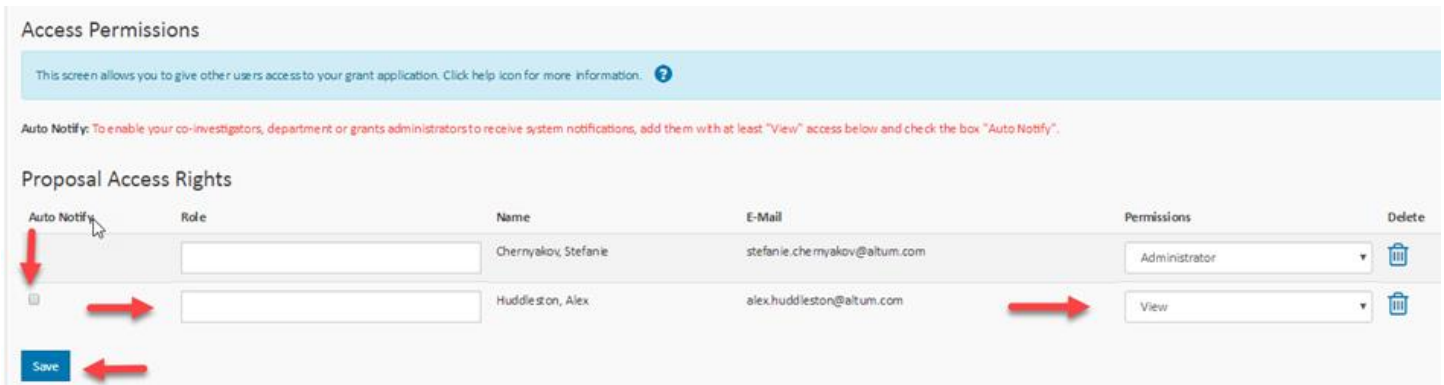 Access Permissions
This screen allows you to give other users access to your grant application. Click help icon for more information. ?
Auto Notify: To enable your co-investigators, department or grants administrators to receive system notifications, add them with at least "View" access below and check the box "Auto Notify".
Proposal Access Rights
Auto Notify Role Name E-Mail Permissions Delete
Chernyakov, Stefanie stefanie.chernyakov@altum.com Administrator
Huddleston, Alex alex.huddleston@altum.com View
Save